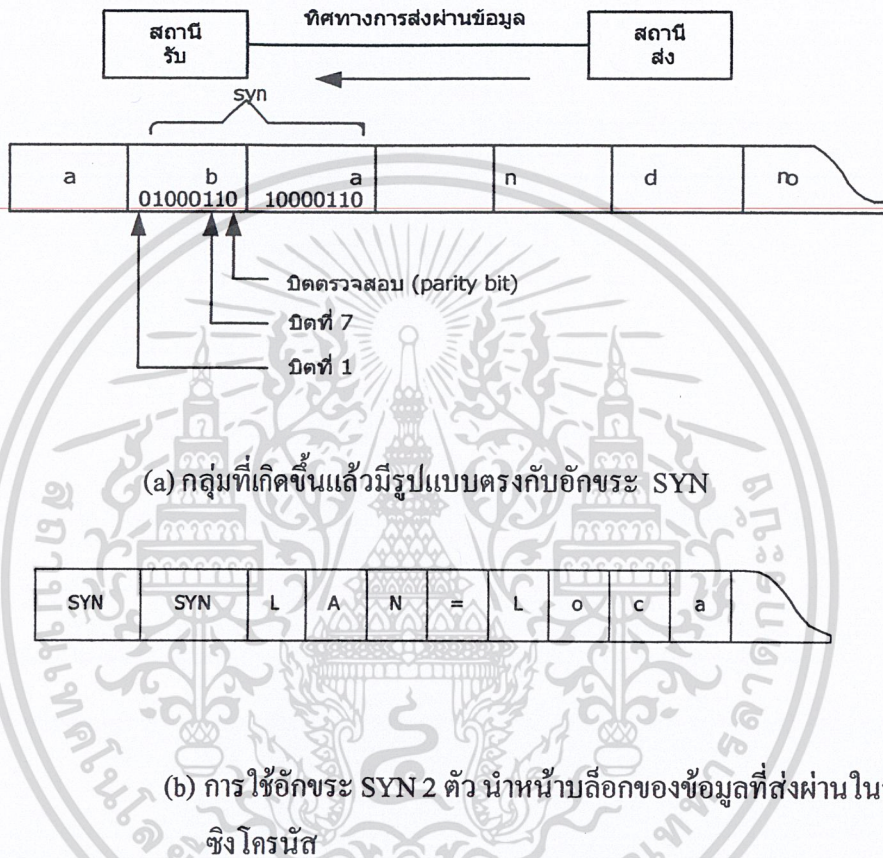 ทิศทางการส่งผ่านข้อมูล
สถานี
รับ
สถานี
ส่ง
syn
a b a n d no
01000110 10000110
บิตตรวจสอบ (parity bit)
บิตที่ 7
บิตที่ 1
(a) กลุ่มที่เกิดขึ้นแล้วมีรูปแบบตรงกับอักขระ SYN
SYN SYN L A N = L o c a
(b) การใช้อักขระ SYN 2 ตัว นำหน้าบล็อกของข้อมูลที่ส่งผ่านใน
ซิงโครนัส